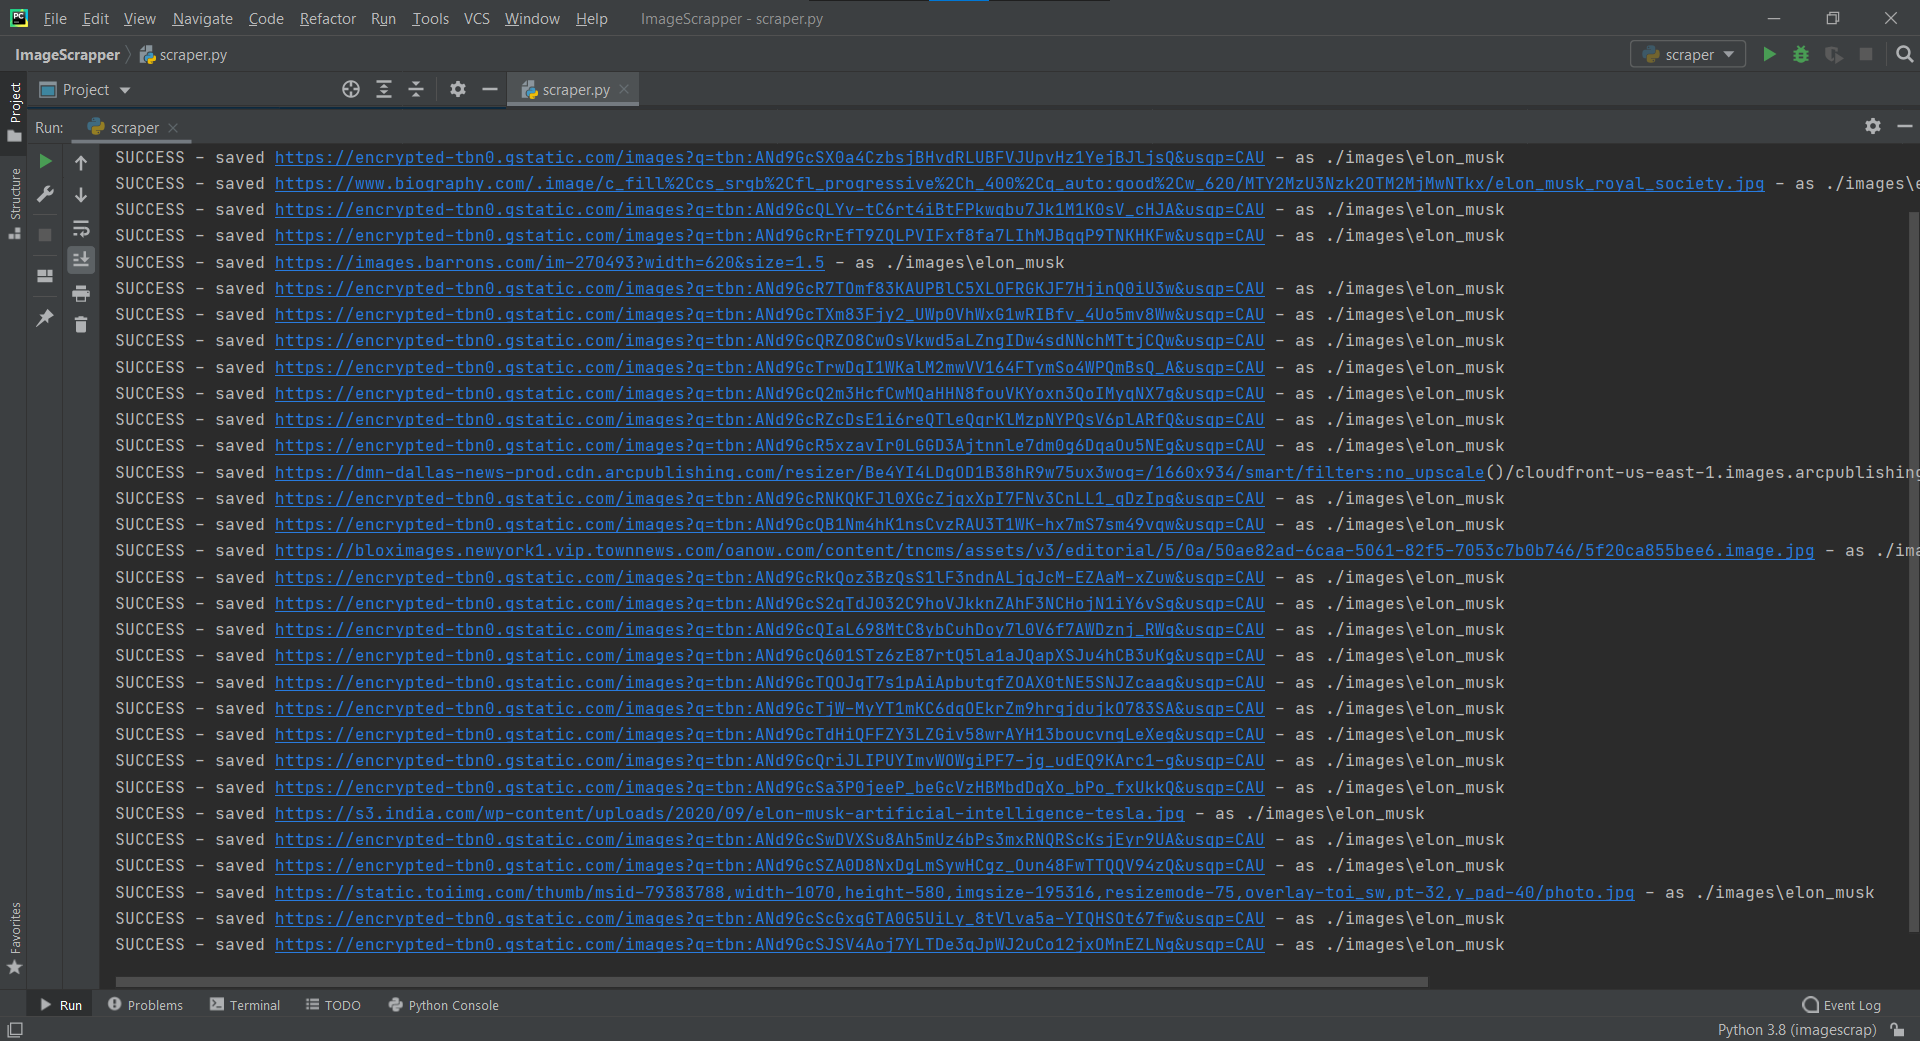 File Edit View Navigate Code Refactor Run Tools VCS Window Help ImageScrapper - scraper.py
ImageScrapper scraper.py scraper
Project Project scraper.py
Run: scraper
Structure
Favorites
SUCCESS - saved https://encrypted-tbn0.gstatic.com/images?q=tbn:ANd9GcSX0a4CzbsjBHvdRLUBFVJUpvHz1YejBJljsQ&usqp=CAU - as ./images\elon_musk
SUCCESS - saved https://www.biography.com/.image/c_fill%2Ccs_srgb%2Cfl_progressive%2Ch_400%2Cq_auto:good%2Cw_620/MTY2MzU3Nzk2OTM2MjMwNTkx/elon_musk_royal_society.jpg - as ./images\e
SUCCESS - saved https://encrypted-tbn0.gstatic.com/images?q=tbn:ANd9GcQLYv-tC6rt4iBtFPkwqbu7Jk1M1K0sV_cHJA&usqp=CAU - as ./images\elon_musk
SUCCESS - saved https://encrypted-tbn0.gstatic.com/images?q=tbn:ANd9GcRrEfT9ZQLPVIFxf8fa7LIhMJBqqP9TNKHKFw&usqp=CAU - as ./images\elon_musk
SUCCESS - saved https://images.barrons.com/im-270493?width=620&size=1.5 - as ./images\elon_musk
SUCCESS - saved https://encrypted-tbn0.gstatic.com/images?q=tbn:ANd9GcR7TOmf83KAUPBlC5XLOFRGKJF7HjinQ0iU3w&usqp=CAU - as ./images\elon_musk
SUCCESS - saved https://encrypted-tbn0.gstatic.com/images?q=tbn:ANd9GcTXm83Fjy2_UWp0VhWxG1wRIBfv_4Uo5mv8Ww&usqp=CAU - as ./images\elon_musk
SUCCESS - saved https://encrypted-tbn0.gstatic.com/images?q=tbn:ANd9GcQRZO8CwOsVkwd5aLZngIDw4sdNNchMTtjCQw&usqp=CAU - as ./images\elon_musk
SUCCESS - saved https://encrypted-tbn0.gstatic.com/images?q=tbn:ANd9GcTrwDqI1WKalM2mwVV164FTymSo4WPQmBsQ_A&usqp=CAU - as ./images\elon_musk
SUCCESS - saved https://encrypted-tbn0.gstatic.com/images?q=tbn:ANd9GcQ2m3HcfCwMQaHHN8fouVKYoxn3QoIMyqNX7g&usqp=CAU - as ./images\elon_musk
SUCCESS - saved https://encrypted-tbn0.gstatic.com/images?q=tbn:ANd9GcRZcDsE1i6reQTleQqrKlMzpNYPQsV6plARfQ&usqp=CAU - as ./images\elon_musk
SUCCESS - saved https://encrypted-tbn0.gstatic.com/images?q=tbn:ANd9GcR5xzavIr0LGGD3Ajtnnle7dm0g6DqaOu5NEg&usqp=CAU - as ./images\elon_musk
SUCCESS - saved https://dmn-dallas-news-prod.cdn.arcpublishing.com/resizer/Be4YI4LDqOD1B38hR9w75ux3wog=/1660x934/smart/filters:no_upscale()/cloudfront-us-east-1.images.arcpublishing
SUCCESS - saved https://encrypted-tbn0.gstatic.com/images?q=tbn:ANd9GcRNKQKFJl0XGcZjqxXpI7FNv3CnLL1_qDzIpq&usqp=CAU - as ./images\elon_musk
SUCCESS - saved https://encrypted-tbn0.gstatic.com/images?q=tbn:ANd9GcQB1Nm4hK1nsCvzRAU3T1WK-hx7mS7sm49vqw&usqp=CAU - as ./images\elon_musk
SUCCESS - saved https://bloximages.newyork1.vip.townnews.com/oanow.com/content/tncms/assets/v3/editorial/5/0a/50ae82ad-6caa-5061-82f5-7053c7b0b746/5f20ca855bee6.image.jpg - as ./ima
SUCCESS - saved https://encrypted-tbn0.gstatic.com/images?q=tbn:ANd9GcRkQoz3BzQsS1lF3ndnALjqJcM-EZAaM-xZuw&usqp=CAU - as ./images\elon_musk
SUCCESS - saved https://encrypted-tbn0.gstatic.com/images?q=tbn:ANd9GcS2qTdJ032C9hoVJkknZAhF3NCHojN1iY6vSg&usqp=CAU - as ./images\elon_musk
SUCCESS - saved https://encrypted-tbn0.gstatic.com/images?q=tbn:ANd9GcQIaL698MtC8ybCuhDoy7l0V6f7AWDznj_RWg&usqp=CAU - as ./images\elon_musk
SUCCESS - saved https://encrypted-tbn0.gstatic.com/images?q=tbn:ANd9GcQ601STz6zE87rtQ5la1aJQapXSJu4hCB3uKg&usqp=CAU - as ./images\elon_musk
SUCCESS - saved https://encrypted-tbn0.gstatic.com/images?q=tbn:ANd9GcTQOJqT7s1pAiApbutqfZOAX0tNE5SNJZcaag&usqp=CAU - as ./images\elon_musk
SUCCESS - saved https://encrypted-tbn0.gstatic.com/images?q=tbn:ANd9GcTjW-MyYT1mKC6dqOEkrZm9hrgjdujkO783SA&usqp=CAU - as ./images\elon_musk
SUCCESS - saved https://encrypted-tbn0.gstatic.com/images?q=tbn:ANd9GcTdHiQFFZY3LZGiv58wrAYH13boucvnqLeXeg&usqp=CAU - as ./images\elon_musk
SUCCESS - saved https://encrypted-tbn0.gstatic.com/images?q=tbn:ANd9GcQriJLIPUYImvWOWgiPF7-jg_udEQ9KArc1-g&usqp=CAU - as ./images\elon_musk
SUCCESS - saved https://encrypted-tbn0.gstatic.com/images?q=tbn:ANd9GcSa3P0jeeP_beGcVzHBMbdDqXo_bPo_fxUkkQ&usqp=CAU - as ./images\elon_musk
SUCCESS - saved https://s3.india.com/wp-content/uploads/2020/09/elon-musk-artificial-intelligence-tesla.jpg - as ./images\elon_musk
SUCCESS - saved https://encrypted-tbn0.gstatic.com/images?q=tbn:ANd9GcSwDVXSu8Ah5mUz4bPs3mxRNQRScKsjEyr9UA&usqp=CAU - as ./images\elon_musk
SUCCESS - saved https://encrypted-tbn0.gstatic.com/images?q=tbn:ANd9GcSZA0D8NxDgLmSywHCgz_Oun48FwTTQQV94zQ&usqp=CAU - as ./images\elon_musk
SUCCESS - saved https://static.toiimg.com/thumb/msid-79383788,width-1070,height-580,imgsize-195316,resizemode-75,overlay-toi_sw,pt-32,y_pad-40/photo.jpg - as ./images\elon_musk
SUCCESS - saved https://encrypted-tbn0.gstatic.com/images?q=tbn:ANd9GcScGxgGTA0G5UiLy_8tVlva5a-YIQHSOt67fw&usqp=CAU - as ./images\elon_musk
SUCCESS - saved https://encrypted-tbn0.gstatic.com/images?q=tbn:ANd9GcSJSV4Aoj7YLTDe3qJpWJ2uCo12jxOMnEZLNg&usqp=CAU - as ./images\elon_musk
Run Problems Terminal TODO Python Console Event Log
Python 3.8 (imagescrap)